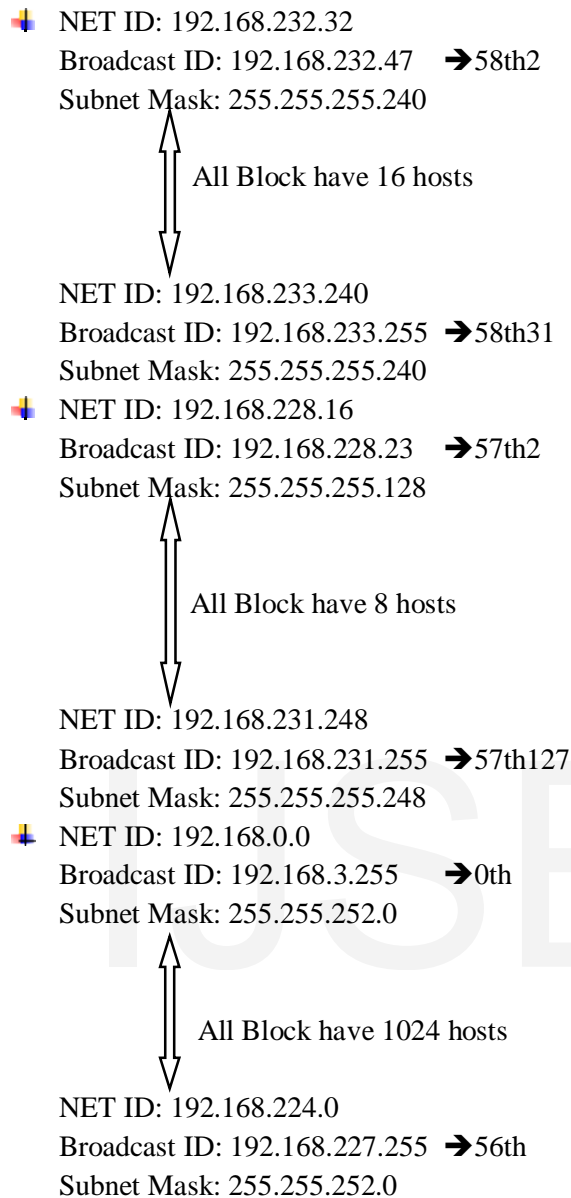 NET ID: 192.168.232.32
Broadcast ID: 192.168.232.47 ➔58th2
Subnet Mask: 255.255.255.240
All Block have 16 hosts
NET ID: 192.168.233.240
Broadcast ID: 192.168.233.255 ➔58th31
Subnet Mask: 255.255.255.240
NET ID: 192.168.228.16
Broadcast ID: 192.168.228.23 ➔57th2
Subnet Mask: 255.255.255.128
All Block have 8 hosts
NET ID: 192.168.231.248
Broadcast ID: 192.168.231.255 ➔57th127
Subnet Mask: 255.255.255.248
NET ID: 192.168.0.0
Broadcast ID: 192.168.3.255 ➔0th
Subnet Mask: 255.255.252.0
All Block have 1024 hosts
NET ID: 192.168.224.0
Broadcast ID: 192.168.227.255 ➔56th
Subnet Mask: 255.255.252.0